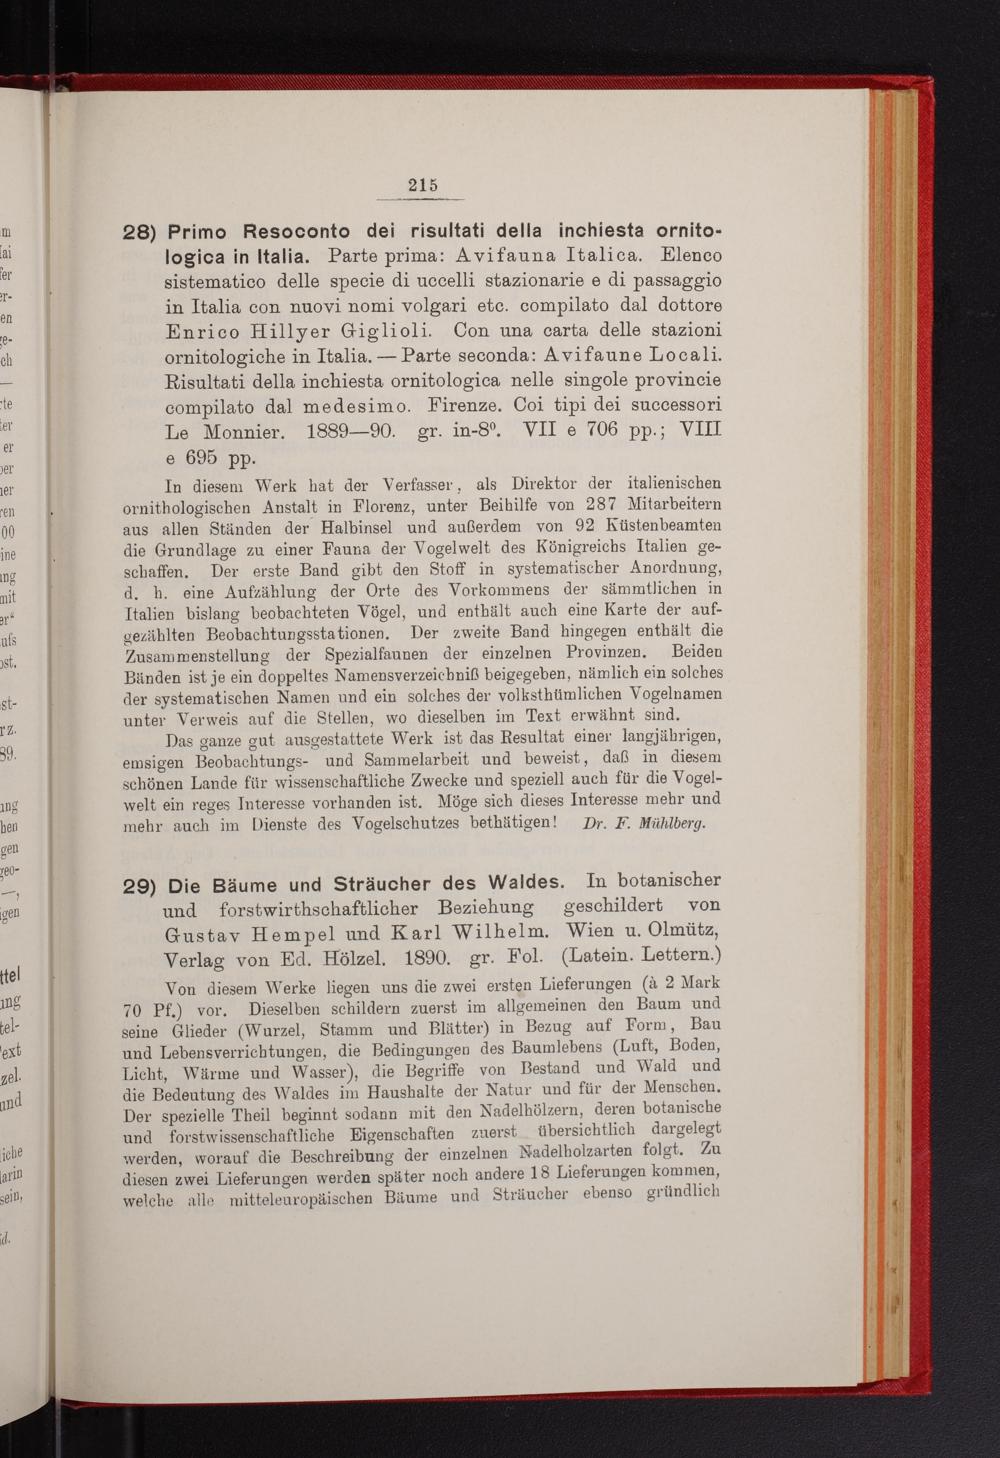 215
28) Primo Resoconto dei risultati della inchiesta ornito-
logica in Italia. Parte prima: Avifauna Italica. Elenco
sistematico delle specie di uccelli stazionarie e di passaggio
in Italia con nuovi nomi volgari etc. compilato dal dottore
Enrico Hillyer Giglioli. Con una carta delle stazioni
ornitologiche in Italia. — Parte seconda: Avifaune Locali.
Risultati della inchiesta ornitologica nelle singole provincie
compilato dal medesimo. Firenze. Coi tipi dei successori
Le Monnier. 1889—90. gr. in-8⁰. VII e 706 pp.; VIII
e 695 pp.
In diesem Werk hat der Verfasser, als Direktor der italienischen
ornithologischen Anstalt in Florenz, unter Beihilfe von 287 Mitarbeitern
aus allen Ständen der Halbinsel und außerdem von 92 Küstenbeamten
die Grundlage zu einer Fauna der Vogelwelt des Königreichs Italien ge-
schaffen. Der erste Band gibt den Stoff in systematischer Anordnung,
d. h. eine Aufzählung der Orte des Vorkommens der sämmtlichen in
Italien bislang beobachteten Vögel, und enthält auch eine Karte der auf-
gezählten Beobachtungsstationen. Der zweite Band hingegen enthält die
Zusammenstellung der Spezialfaunen der einzelnen Provinzen. Beiden
Bänden ist je ein doppeltes Namensverzeichniß beigegeben, nämlich ein solches
der systematischen Namen und ein solches der volksthümlichen Vogelnamen
unter Verweis auf die Stellen, wo dieselben im Text erwähnt sind.
Das ganze gut ausgestattete Werk ist das Resultat einer langjährigen,
emsigen Beobachtungs- und Sammelarbeit und beweist, daß in diesem
schönen Lande für wissenschaftliche Zwecke und speziell auch für die Vogel-
welt ein reges Interesse vorhanden ist. Möge sich dieses Interesse mehr und
mehr auch im Dienste des Vogelschutzes bethätigen! Dr. F. Mühlberg.
29) Die Bäume und Sträucher des Waldes. In botanischer
und forstwirthschaftlicher Beziehung geschildert von
Gustav Hempel und Karl Wilhelm. Wien u. Olmütz,
Verlag von Ed. Hölzel. 1890. gr. Fol. (Latein. Lettern.)
Von diesem Werke liegen uns die zwei ersten Lieferungen (à 2 Mark
70 Pf.) vor. Dieselben schildern zuerst im allgemeinen den Baum und
seine Glieder (Wurzel, Stamm und Blätter) in Bezug auf Form, Bau
und Lebensverrichtungen, die Bedingungen des Baumlebens (Luft, Boden,
Licht, Wärme und Wasser), die Begriffe von Bestand und Wald und
die Bedeutung des Waldes im Haushalte der Natur und für der Menschen.
Der spezielle Theil beginnt sodann mit den Nadelhölzern, deren botanische
und forstwissenschaftliche Eigenschaften zuerst übersichtlich dargelegt
werden, worauf die Beschreibung der einzelnen Nadelholzarten folgt. Zu
diesen zwei Lieferungen werden später noch andere 18 Lieferungen kommen,
welche alle mitteleuropäischen Bäume und Sträucher ebenso gründlich